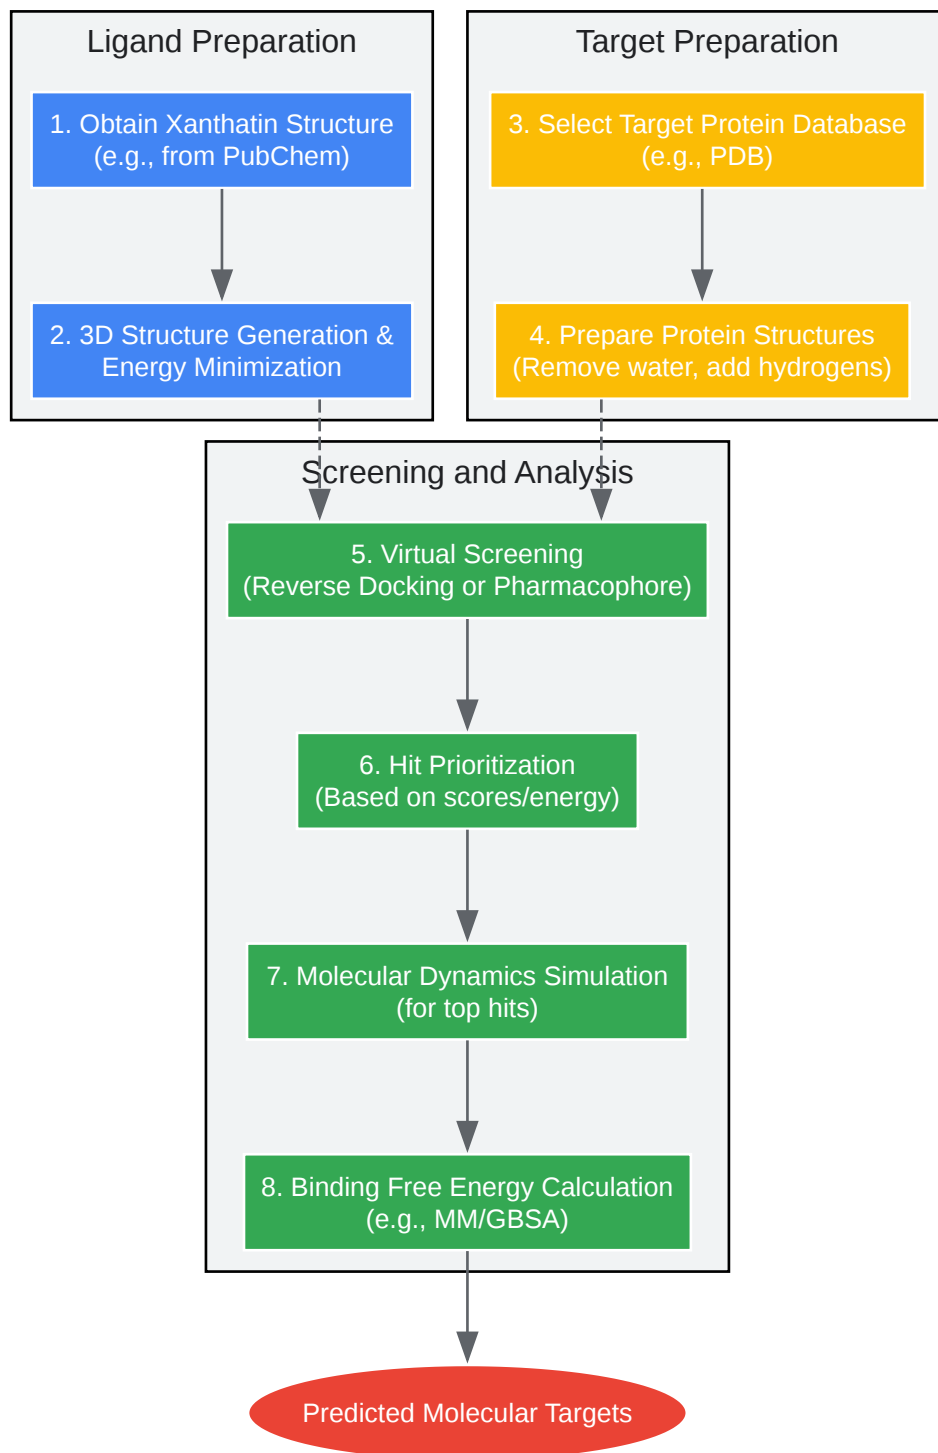 Ligand Preparation
1. Obtain Xanthatin Structure
(e.g., from PubChem)
2. 3D Structure Generation &
Energy Minimization
Target Preparation
3. Select Target Protein Database
(e.g., PDB)
4. Prepare Protein Structures
(Remove water, add hydrogens)
Screening and Analysis
5. Virtual Screening
(Reverse Docking or Pharmacophore)
6. Hit Prioritization
(Based on scores/energy)
7. Molecular Dynamics Simulation
(for top hits)
8. Binding Free Energy Calculation
(e.g., MM/GBSA)
Predicted Molecular Targets